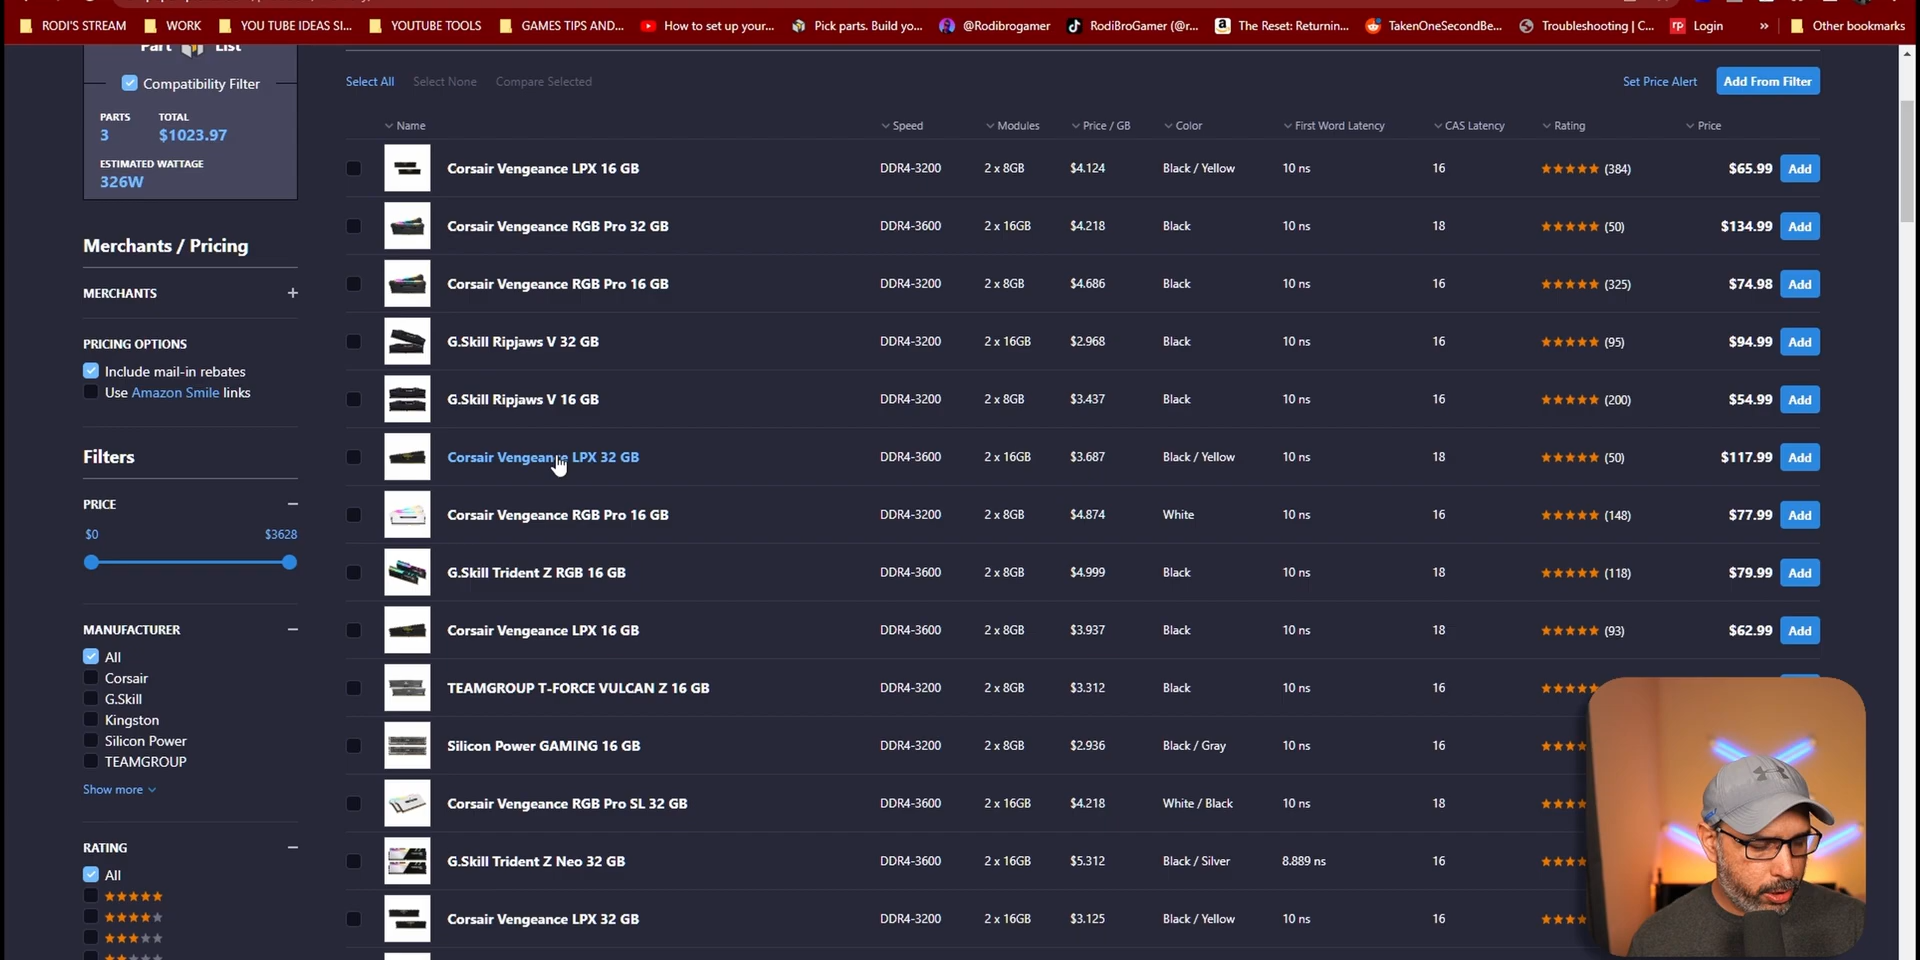 RODI'S STREAM WORK YOU TUBE IDEAS SI... YOUTUBE TOOLS GAMES TIPS AND... How to set up your... Pick parts. Build yo... @Rodibrogamer RodiBroGamer (@r... The Reset: Returnin... TakenOneSecondBe... Troubleshooting | C... rp Login » Other bookmarks
Part List
Compatibility Filter
PARTS TOTAL
3 $1023.97
ESTIMATED WATTAGE
326W
Merchants / Pricing
MERCHANTS +
PRICING OPTIONS
Include mail-in rebates
Use Amazon Smile links
Filters
PRICE
$0 $3628
MANUFACTURER
All
Corsair
G.Skill
Kingston
Silicon Power
TEAMGROUP
Show more
RATING
All
Select All Select None Compare Selected Set Price Alert Add From Filter
Name Speed Modules Price / GB Color First Word Latency CAS Latency Rating Price
Corsair Vengeance LPX 16 GB DDR4-3200 2 x 8GB $4.124 Black / Yellow 10 ns 16 (384) $65.99 Add
Corsair Vengeance RGB Pro 32 GB DDR4-3600 2 x 16GB $4.218 Black 10 ns 18 (50) $134.99 Add
Corsair Vengeance RGB Pro 16 GB DDR4-3200 2 x 8GB $4.686 Black 10 ns 16 (325) $74.98 Add
G.Skill Ripjaws V 32 GB DDR4-3200 2 x 16GB $2.968 Black 10 ns 16 (95) $94.99 Add
G.Skill Ripjaws V 16 GB DDR4-3200 2 x 8GB $3.437 Black 10 ns 16 (200) $54.99 Add
Corsair Vengeance LPX 32 GB DDR4-3600 2 x 16GB $3.687 Black / Yellow 10 ns 18 (50) $117.99 Add
Corsair Vengeance RGB Pro 16 GB DDR4-3200 2 x 8GB $4.874 White 10 ns 16 (148) $77.99 Add
G.Skill Trident Z RGB 16 GB DDR4-3600 2 x 8GB $4.999 Black 10 ns 18 (118) $79.99 Add
Corsair Vengeance LPX 16 GB DDR4-3600 2 x 8GB $3.937 Black 10 ns 18 (93) $62.99 Add
TEAMGROUP T-FORCE VULCAN Z 16 GB DDR4-3200 2 x 8GB $3.312 Black 10 ns 16
Silicon Power GAMING 16 GB DDR4-3200 2 x 8GB $2.936 Black / Gray 10 ns 16
Corsair Vengeance RGB Pro SL 32 GB DDR4-3600 2 x 16GB $4.218 White / Black 10 ns 18
G.Skill Trident Z Neo 32 GB DDR4-3600 2 x 16GB $5.312 Black / Silver 8.889 ns 16
Corsair Vengeance LPX 32 GB DDR4-3200 2 x 16GB $3.125 Black / Yellow 10 ns 16